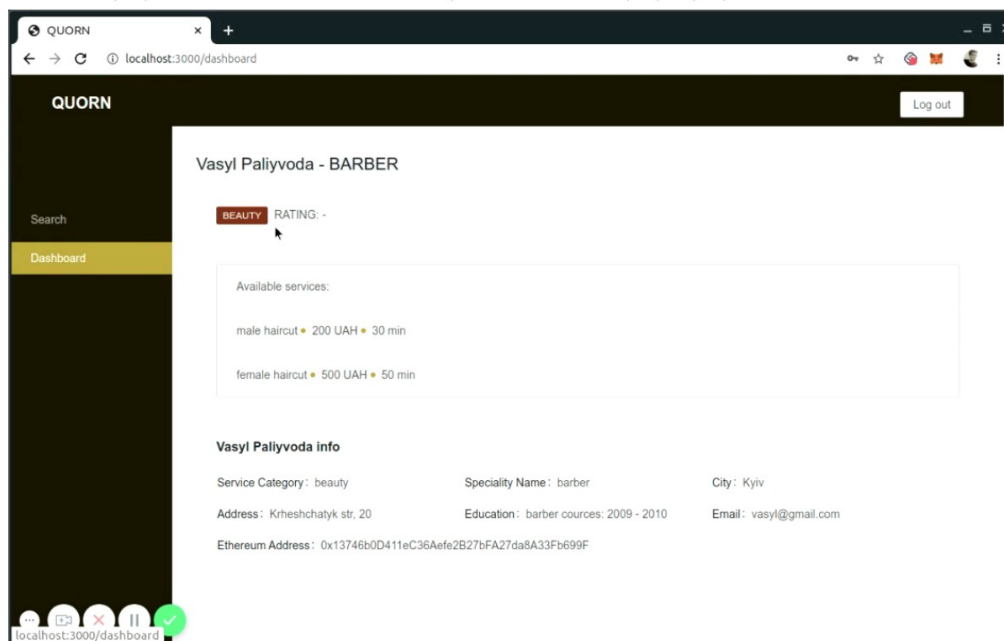 QUORN
localhost:3000/dashboard
QUORN
Log out
Vasyl Paliyvoda - BARBER
Search
BEAUTY RATING: -
Dashboard
Available services:
male haircut • 200 UAH • 30 min
female haircut • 500 UAH • 50 min
Vasyl Paliyvoda info
Service Category: beauty Speciality Name: barber City: Kyiv
Address: Krheshchatyk str, 20 Education: barber cources: 2009 - 2010 Email: vasyl@gmail.com
Ethereum Address: 0x13746b0D411eC36Aefe2B27bFA27da8A33Fb699F
localhost:3000/dashboard